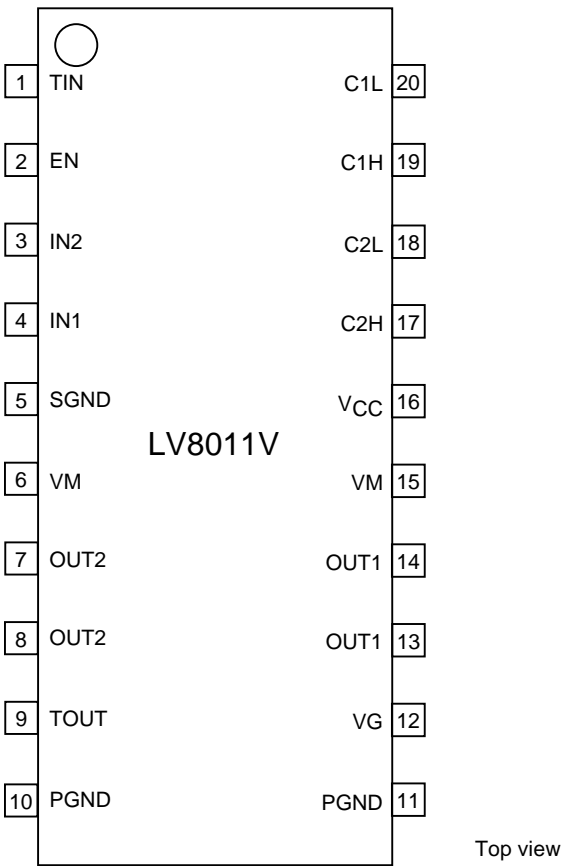 1 TIN C1L 20
2 EN C1H 19
3 IN2 C2L 18
4 IN1 C2H 17
5 SGND VCC 16
LV8011V
6 VM VM 15
7 OUT2 OUT1 14
8 OUT2 OUT1 13
9 TOUT VG 12
10 PGND PGND 11
Top view